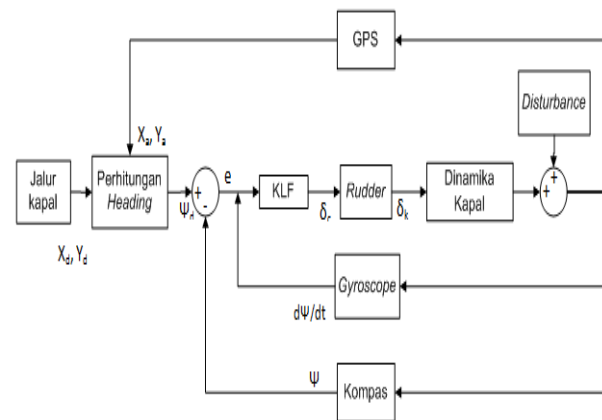 GPS
Disturbance
Xa, Ya
Jalur
kapal
Perhitungan
Heading
+
-
e
KLF
Rudder
Dinamika
Kapal
+
+
Ψd
δr
δk
Xd, Yd
Gyroscope
dΨ/dt
Ψ
Kompas